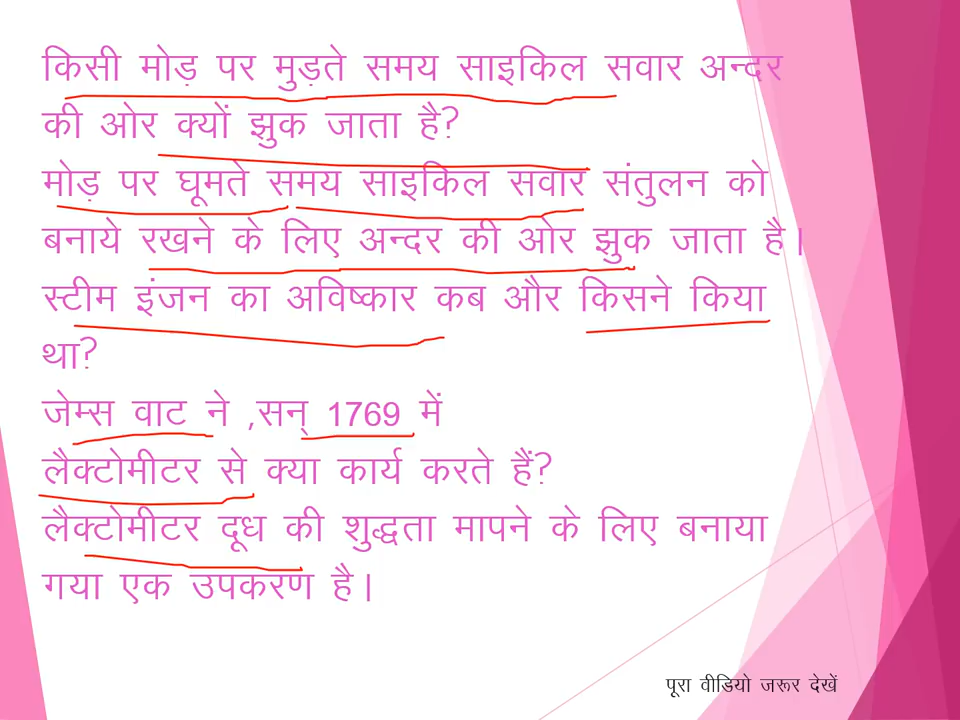 किसी मोड़ पर मुड़ते समय साइकिल सवार अन्दर
की ओर क्यों झुक जाता है?
मोड़ पर घूमते समय साइकिल सवार संतुलन को
बनाये रखने के लिए अन्दर की ओर झुक जाता है।
स्टीम इंजन का अविष्कार कब और किसने किया
था?
जेम्स वाट ने ,सन् 1769 में
लैक्टोमीटर से क्या कार्य करते हैं?
लैक्टोमीटर दूध की शुद्धता मापने के लिए बनाया
गया एक उपकरण है।
पूरा वीडियो जरूर देखें